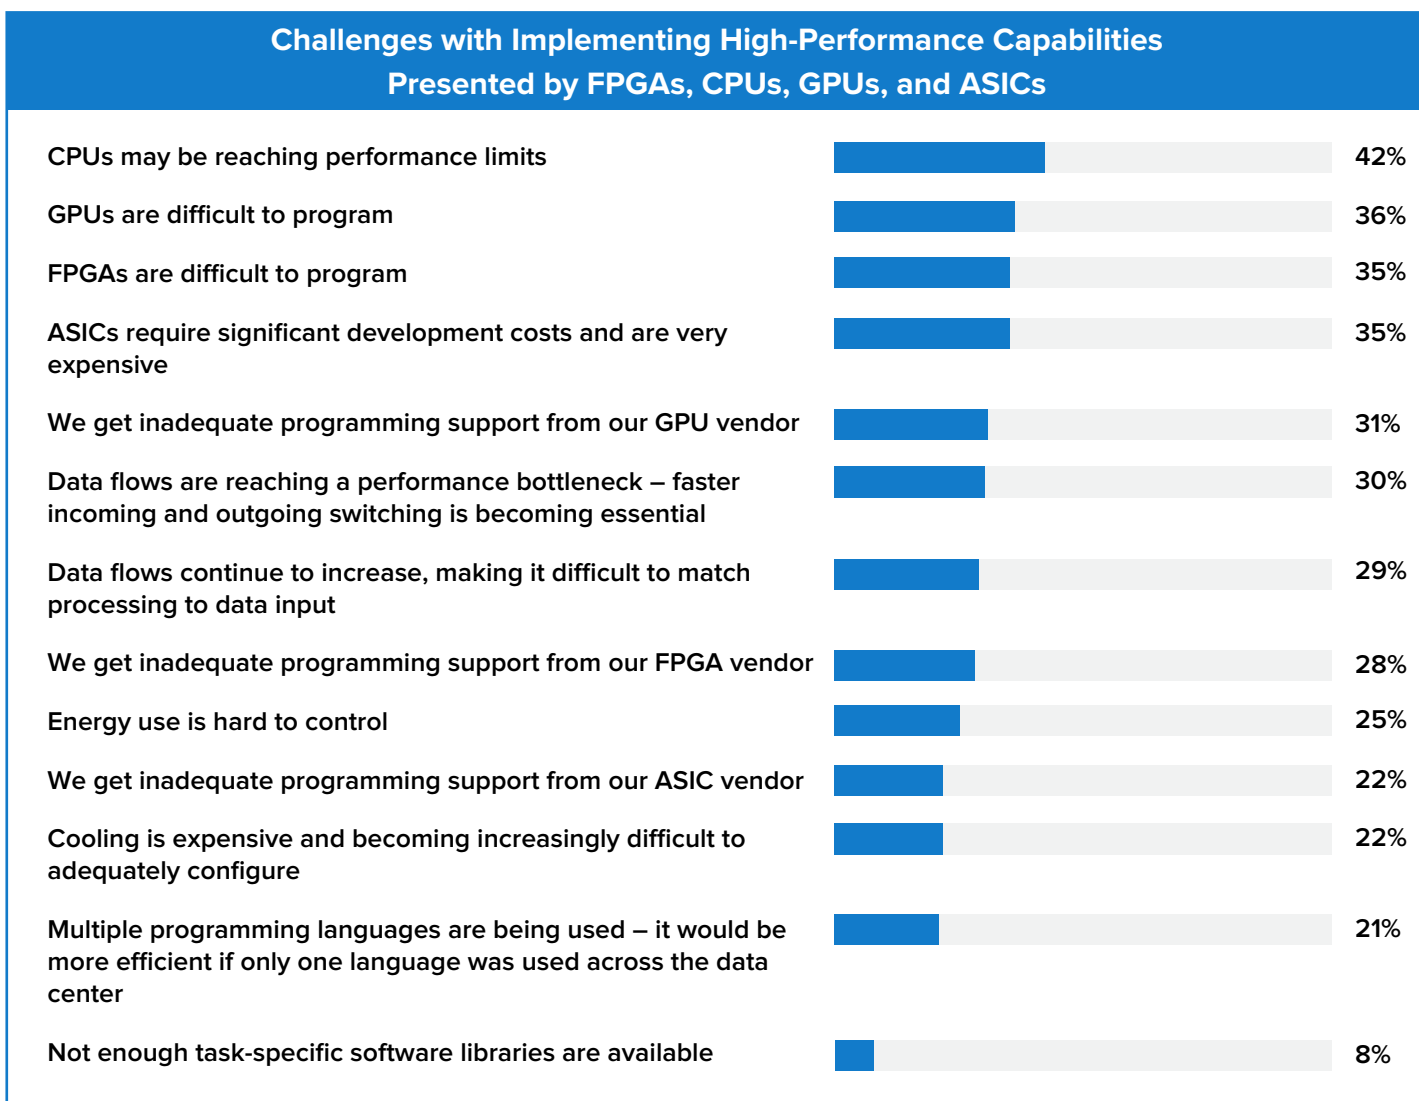 Challenges with Implementing High-Performance Capabilities
Presented by FPGAs, CPUs, GPUs, and ASICs
CPUs may be reaching performance limits 42%
GPUs are difficult to program 36%
FPGAs are difficult to program 35%
ASICs require significant development costs and are very 35%
expensive
We get inadequate programming support from our GPU vendor 31%
Data flows are reaching a performance bottleneck – faster 30%
incoming and outgoing switching is becoming essential
Data flows continue to increase, making it difficult to match 29%
processing to data input
We get inadequate programming support from our FPGA vendor 28%
Energy use is hard to control 25%
We get inadequate programming support from our ASIC vendor 22%
Cooling is expensive and becoming increasingly difficult to 22%
adequately configure
Multiple programming languages are being used – it would be 21%
more efficient if only one language was used across the data
center
Not enough task-specific software libraries are available 8%